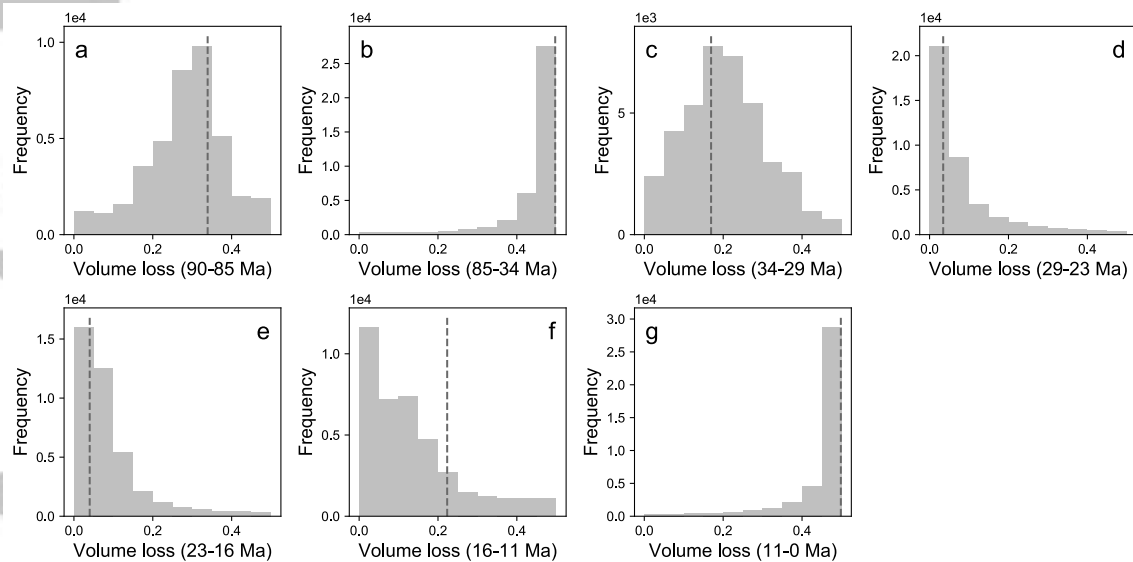 1e4
a
Frequency
1.0
0.5
0.0
0.0 0.2 0.4
Volume loss (90-85 Ma)
1e4
b
Frequency
2.5
2.0
1.5
1.0
0.5
0.0
0.0 0.2 0.4
Volume loss (85-34 Ma)
1e3
c
Frequency
5
0
0.0 0.2 0.4
Volume loss (34-29 Ma)
1e4
d
Frequency
2.0
1.5
1.0
0.5
0.0
0.0 0.2 0.4
Volume loss (29-23 Ma)
1e4
e
Frequency
1.5
1.0
0.5
0.0
0.0 0.2 0.4
Volume loss (23-16 Ma)
1e4
f
Frequency
1.0
0.5
0.0
0.0 0.2 0.4
Volume loss (16-11 Ma)
1e4
g
Frequency
3.0
2.5
2.0
1.5
1.0
0.5
0.0
0.0 0.2 0.4
Volume loss (11-0 Ma)